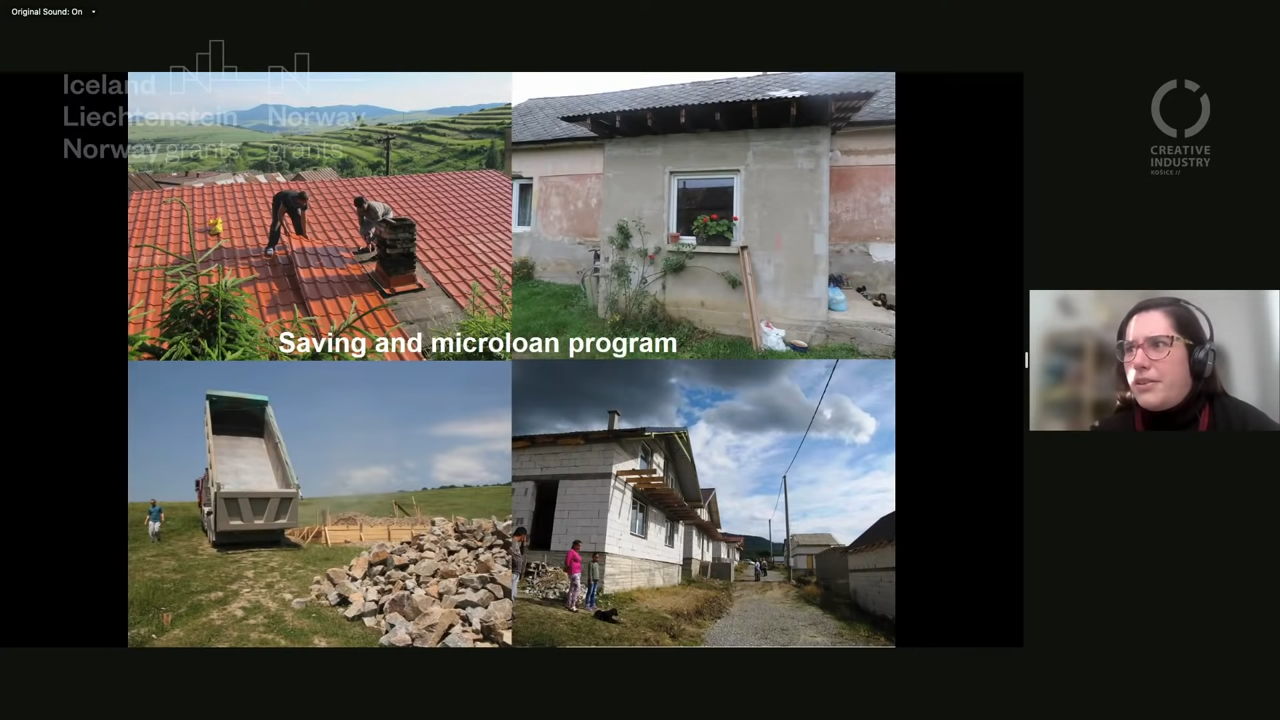 Original Sound: On
Iceland
Liechtenstein
Norway grants
Norway
grants
CREATIVE
INDUSTRY
KOŠICE //
Saving and microloan program